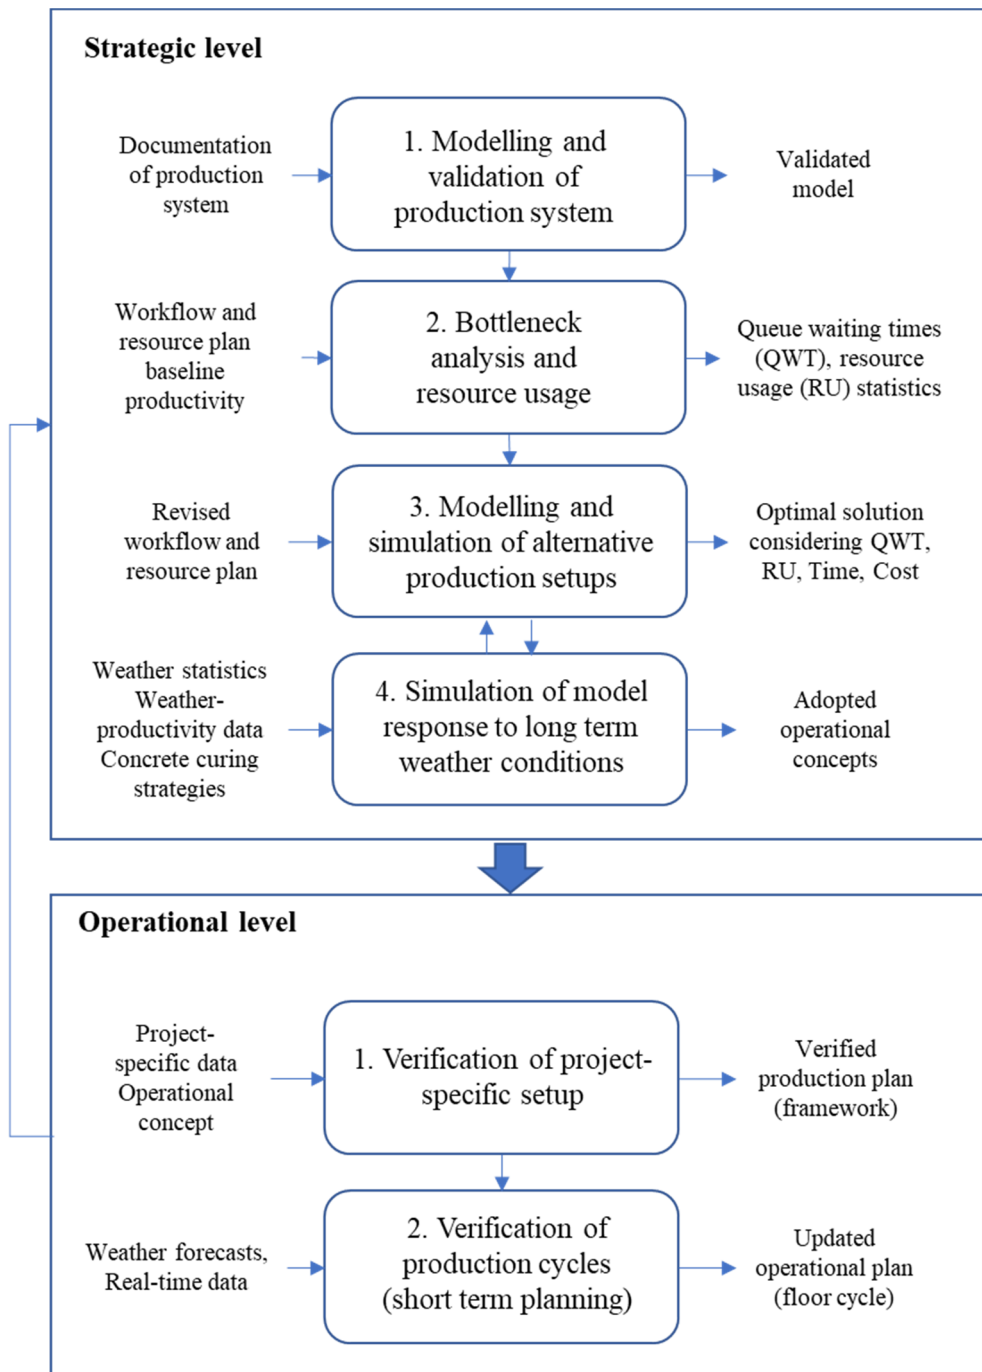 Strategic level
Documentation
of production
system
1. Modelling and
validation of
production system
Validated
model
Workflow and
resource plan
baseline
productivity
2. Bottleneck
analysis and
resource usage
Queue waiting times
(QWT), resource
usage (RU) statistics
Revised
workflow and
resource plan
3. Modelling and
simulation of alternative
production setups
Optimal solution
considering QWT,
RU, Time, Cost
Weather statistics
Weather-
productivity data
Concrete curing
strategies
4. Simulation of model
response to long term
weather conditions
Adopted
operational
concepts
Operational level
Project-
specific data
Operational
concept
1. Verification of project-
specific setup
Verified
production plan
(framework)
Weather forecasts,
Real-time data
2. Verification of
production cycles
(short term planning)
Updated
operational plan
(floor cycle)